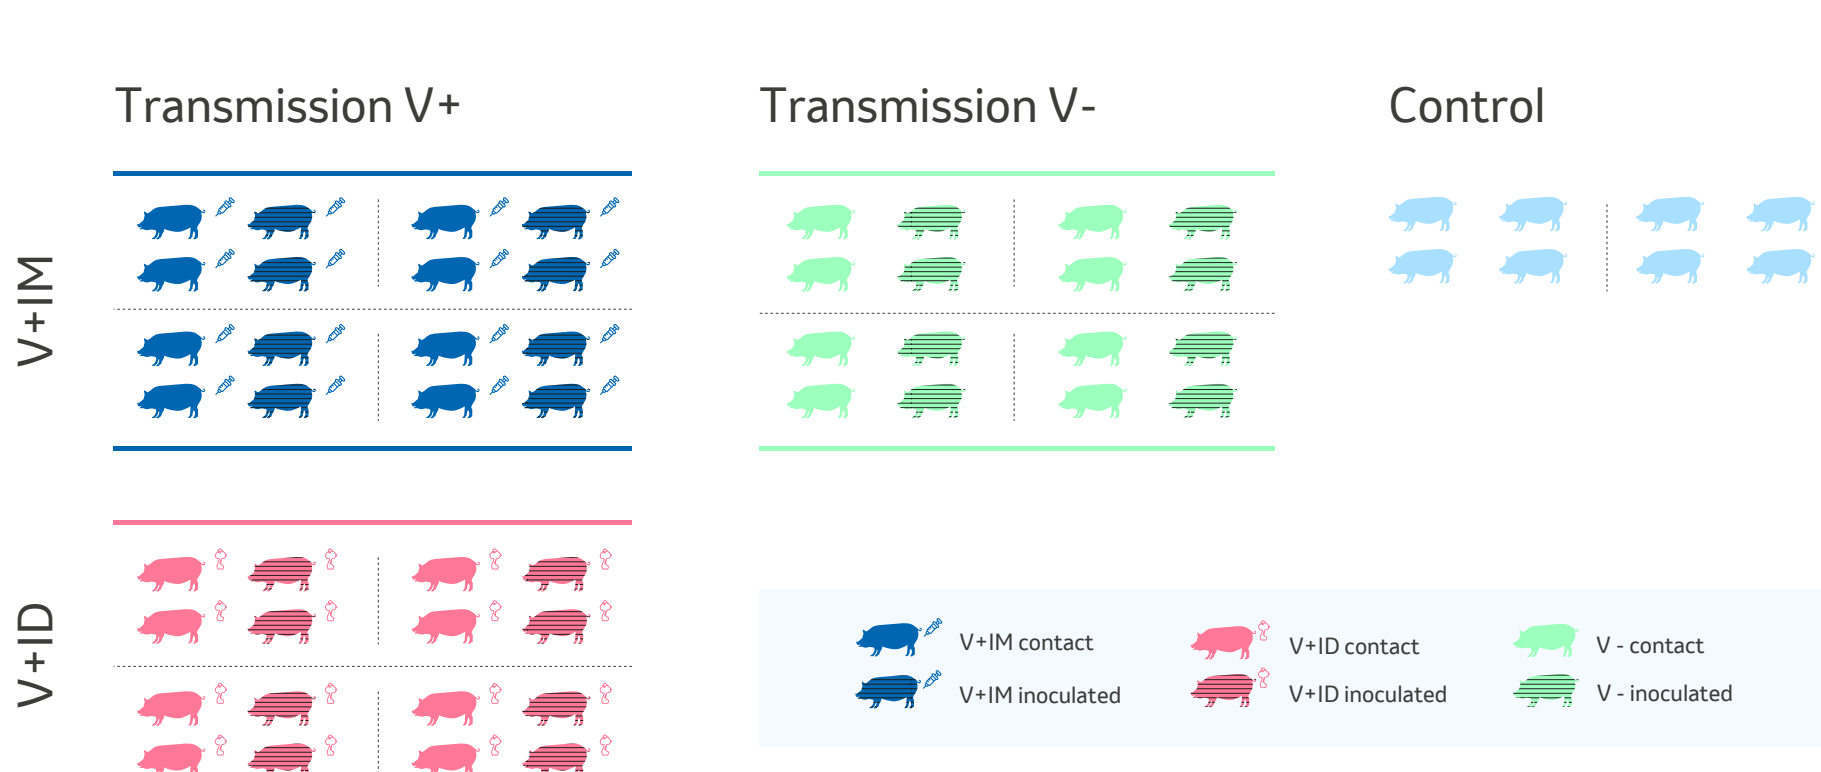 Transmission V+
Transmission V-
Control
V+IM
V+ID
V+IM contact
V+ID contact
V - contact
V+IM inoculated
V+ID inoculated
V - inoculated